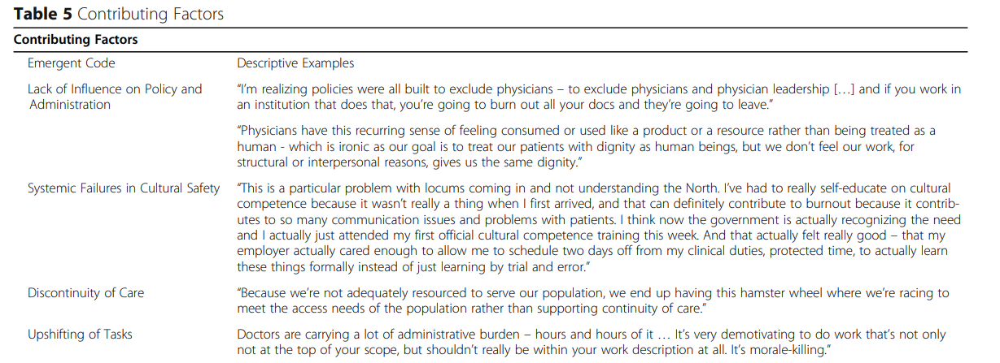 Table 5 Contributing Factors
Contributing Factors
Emergent Code Descriptive Examples
Lack of Influence on Policy and Administration
“I’m realizing policies were all built to exclude physicians – to exclude physicians and physician leadership […] and if you work in
an institution that does that, you’re going to burn out all your docs and they’re going to leave.”
“Physicians have this recurring sense of feeling consumed or used like a product or a resource rather than being treated as a
human - which is ironic as our goal is to treat our patients with dignity as human beings, but we don’t feel our work, for
structural or interpersonal reasons, gives us the same dignity.”
Systemic Failures in Cultural Safety
“This is a particular problem with locums coming in and not understanding the North. I’ve had to really self-educate on cultural
competence because it wasn’t really a thing when I first arrived, and that can definitely contribute to burnout because it contrib-
utes to so many communication issues and problems with patients. I think now the government is actually recognizing the need
and I actually just attended my first official cultural competence training this week. And that actually felt really good – that my
employer actually cared enough to allow me to schedule two days off from my clinical duties, protected time, to actually learn
these things formally instead of just learning by trial and error.”
Discontinuity of Care
“Because we’re not adequately resourced to serve our population, we end up having this hamster wheel where we’re racing to
meet the access needs of the population rather than supporting continuity of care.”
Upshifting of Tasks
Doctors are carrying a lot of administrative burden – hours and hours of it … It’s very demotivating to do work that’s not only
not at the top of your scope, but shouldn’t really be within your work description at all. It’s morale-killing.”